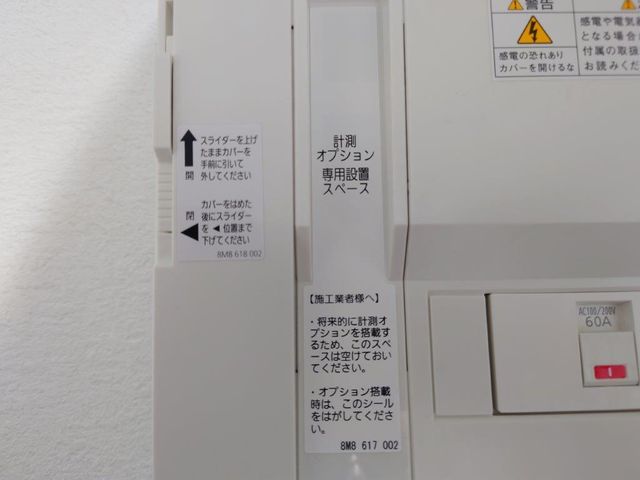 警告
感電の恐れあり
カバーを開けるな
感電や電気
となる場合
付属の取扱
お読みくだ
スライダーを上げ
たままカバーを
手前に引いて
外してください
開
カバーをはめた
後にスライダー
を ◀ 位置まで
下げてください
閉
8M8 618 002
計測
オプション
専用設置
スペース
【施工業者様へ】
・将来的に計測オ
プションを搭載す
るため、このスペ
ースは空けておい
てください。
・オプション搭載
時は、このシール
をはがしてくださ
い。
8M8 617 002
AC100/200V
60A
I